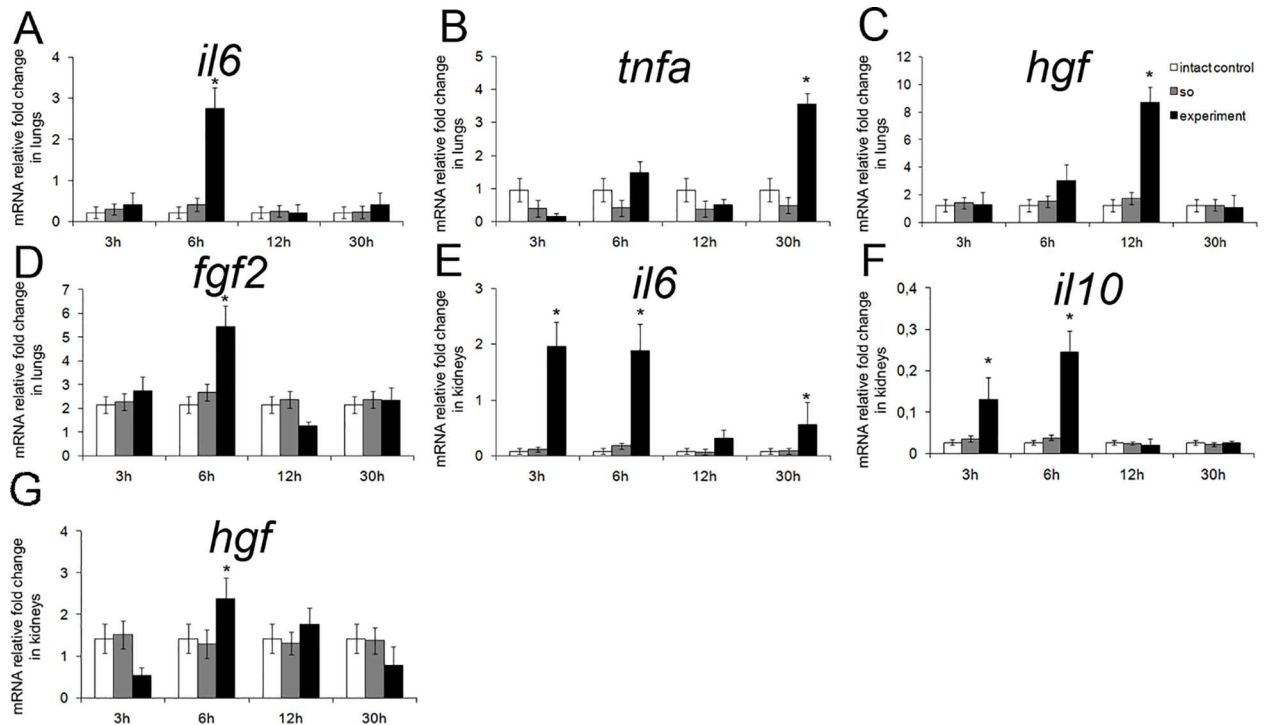 A
il6
mRNA relative fold change
in lungs
4
3
2
1
0
*
3h 6h 12h 30h
B
tnfa
mRNA relative fold change
in lungs
5
4
3
2
1
0
*
3h 6h 12h 30h
C
hgf
mRNA relative fold change
in lungs
12
10
8
6
4
2
0
*
intact control
so
experiment
3h 6h 12h 30h
D
fgf2
mRNA relative fold change
in lungs
7
6
5
4
3
2
1
0
*
3h 6h 12h 30h
E
il6
mRNA relative fold change
in kidneys
3
2
1
0
* * *
3h 6h 12h 30h
F
il10
mRNA relative fold change
in kidneys
0,4
0,3
0,2
0,1
0
* *
3h 6h 12h 30h
G
hgf
mRNA relative fold change
in kidneys
4
3
2
1
0
*
3h 6h 12h 30h